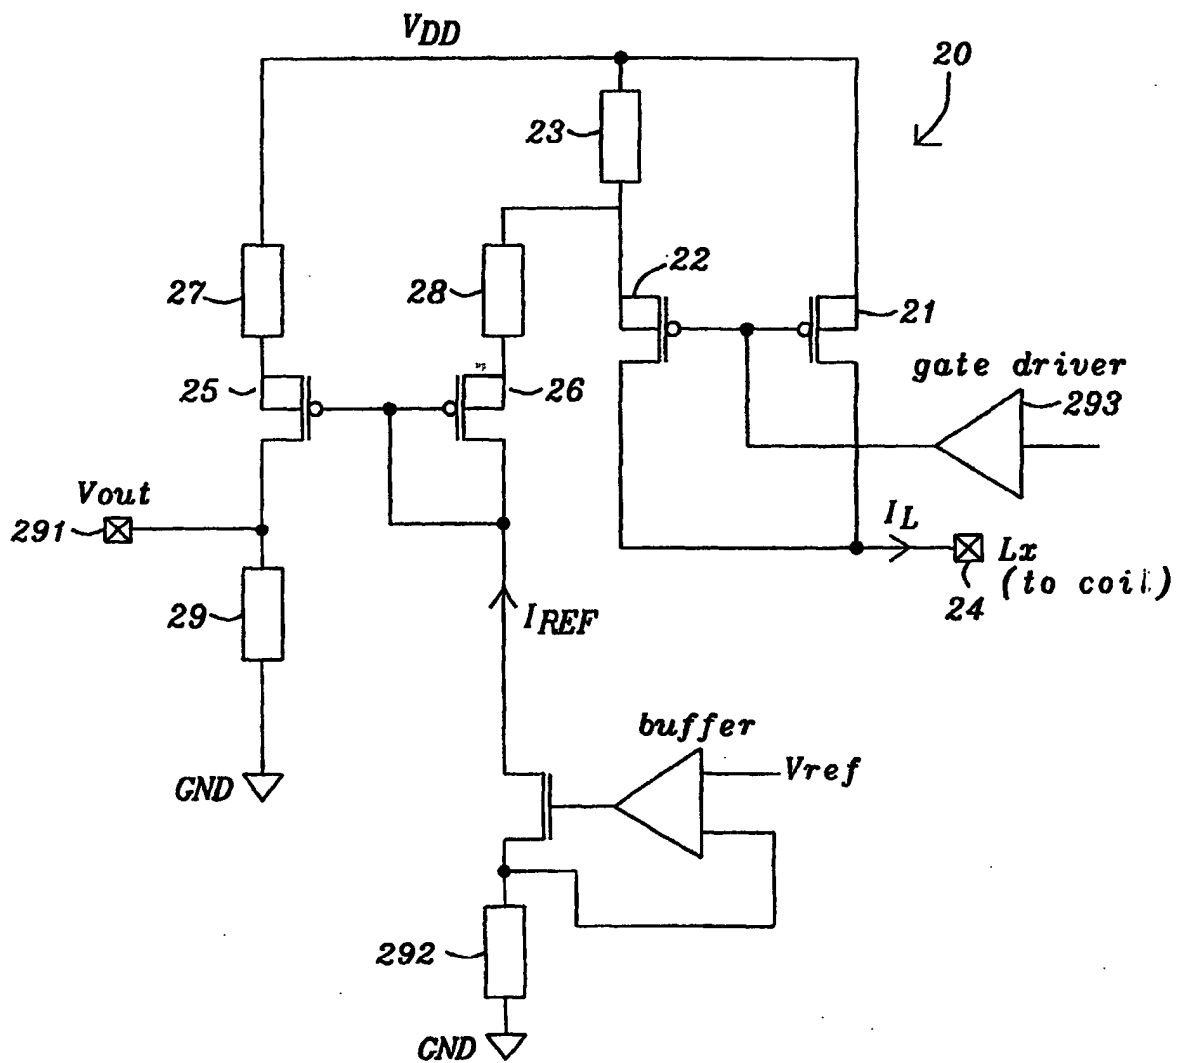 VDD
20
23
27
28
22
21
25
26
gate driver
293
Vout
291
IL
Lx
(to coil)
24
29
IREF
buffer
Vref
GND
292
GND